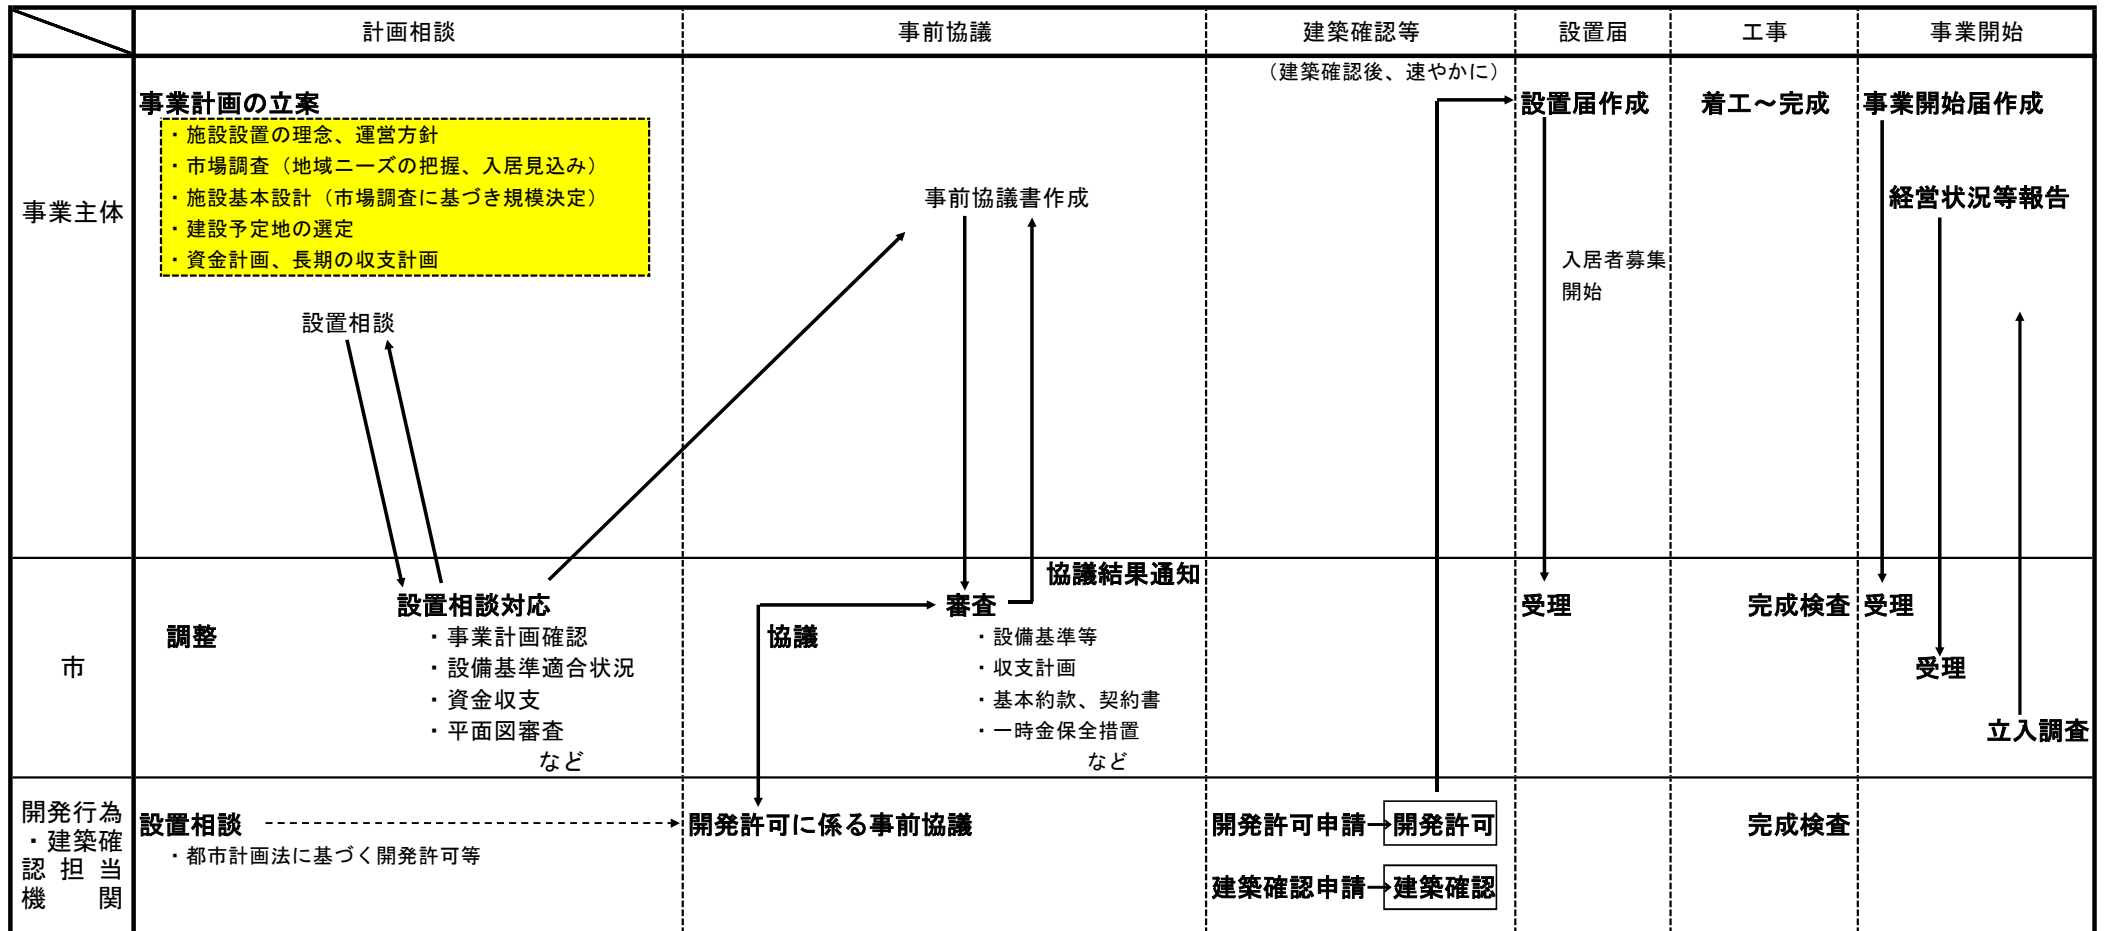 計画相談
事前協議
建築確認等
設置届
工事
事業開始
事業主体
事業計画の立案
・施設設置の理念、運営方針
・市場調査（地域ニーズの把握、入居見込み）
・施設基本設計（市場調査に基づき規模決定）
・建設予定地の選定
・資金計画、長期の収支計画
設置相談
事前協議書作成
（建築確認後、速やかに）
設置届作成
入居者募集
開始
着工～完成
事業開始届作成
経営状況等報告
市
調整
設置相談対応
・事業計画確認
・設備基準適合状況
・資金収支
・平面図審査
など
協議
協議結果通知
審査
・設備基準等
・収支計画
・基本約款、契約書
・一時金保全措置
など
受理
完成検査
受理
受理
立入調査
開発行為
・建築確
認担当
機関
設置相談
・都市計画法に基づく開発許可等
開発許可に係る事前協議
開発許可申請
開発許可
建築確認申請
建築確認
完成検査